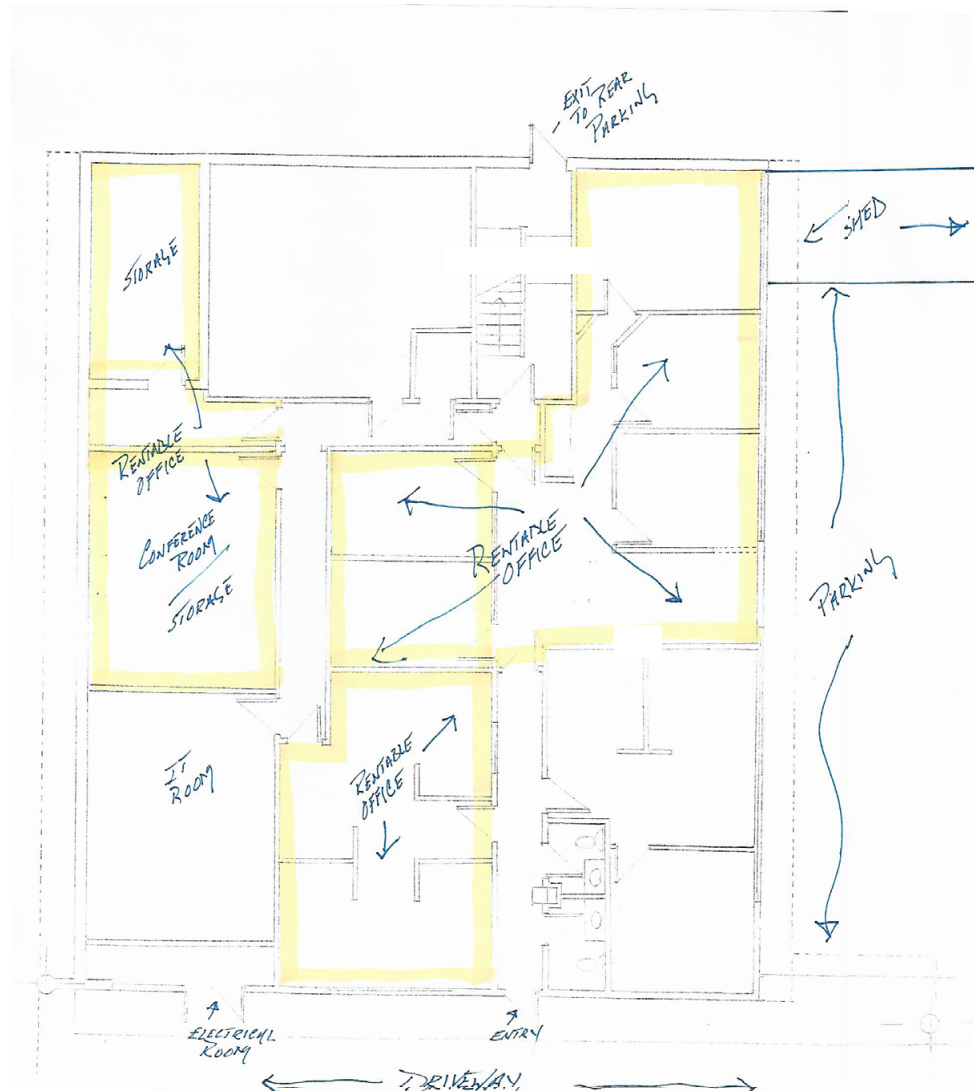 EXIT
TO REAR
PARKING
SHED
STORAGE
RENTABLE
OFFICE
CONFERENCE
ROOM
STORAGE
RENTABLE
OFFICE
PARKING
IT
ROOM
RENTABLE
OFFICE
ELECTRICAL
ROOM
ENTRY
DRIVEWAY